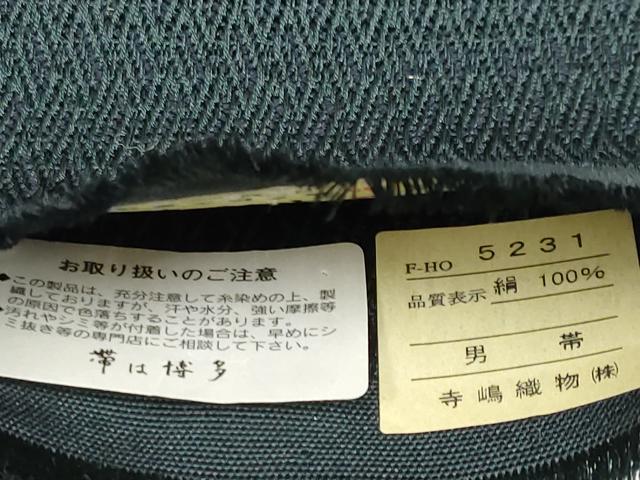 お取り扱いのご注意
◆この製品は、充分注意して糸染めの上、製
織しておりますが、汗や水分、強い摩擦等
の原因で色落ちすることがあります。
◆汚れやシミ等が付着した場合は、早めにシ
ミ抜き等の専門店にご相談して下さい。
帯は博多
F-HO 5231
品質表示 絹 100%
男 帯
寺嶋織物(株)